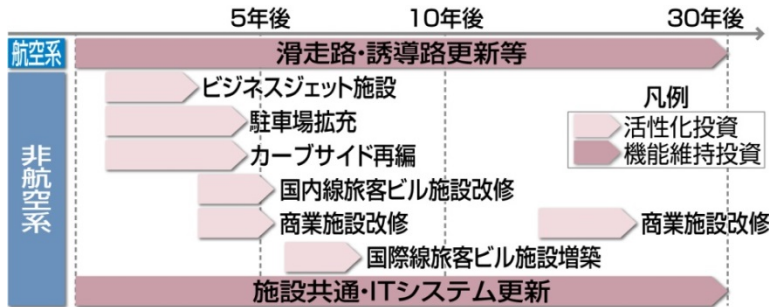 5年後 10年後 30年後
航空系 滑走路・誘導路更新等
ビジネスジェット施設
駐車場拡充
カーブサイド再編
国内線旅客ビル施設改修
商業施設改修 商業施設改修
国際線旅客ビル施設増築
施設共通・ITシステム更新
非航空系
凡例
活性化投資
機能維持投資